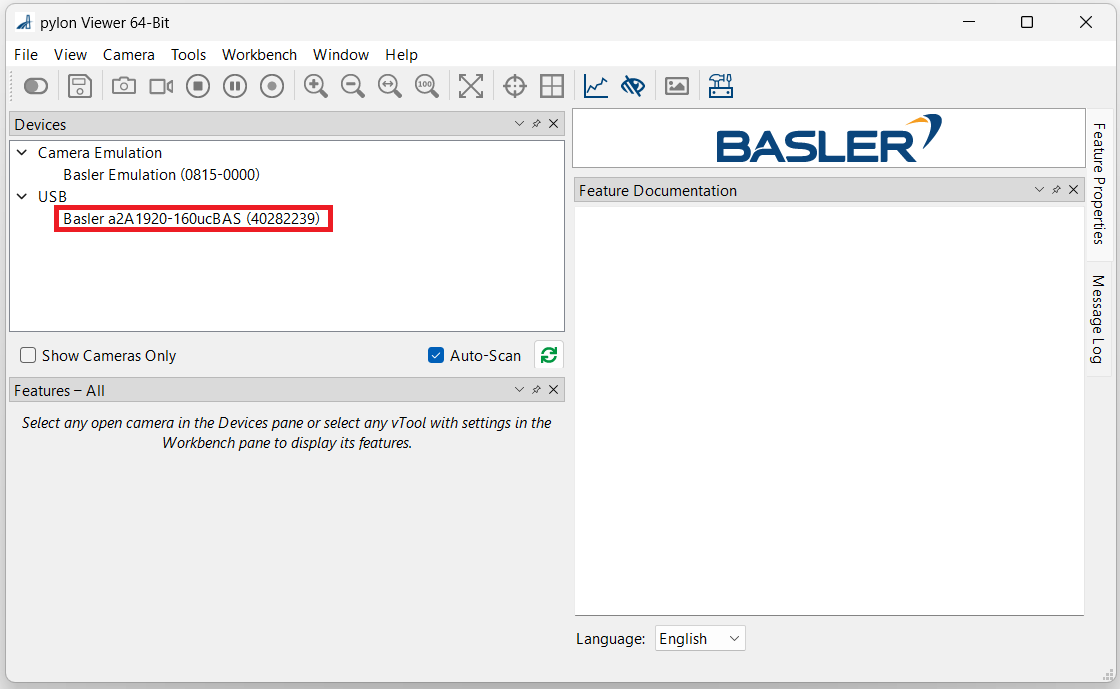 pylon Viewer 64-Bit
File View Camera Tools Workbench Window Help
100
Devices
Camera Emulation
Basler Emulation (0815-0000)
USB
Basler a2A1920-160ucBAS (40282239)
Show Cameras Only
Auto-Scan
Features – All
Select any open camera in the Devices pane or select any vTool with settings in the
Workbench pane to display its features.
BASLER
Feature Documentation
Language: English
Feature Properties
Message Log